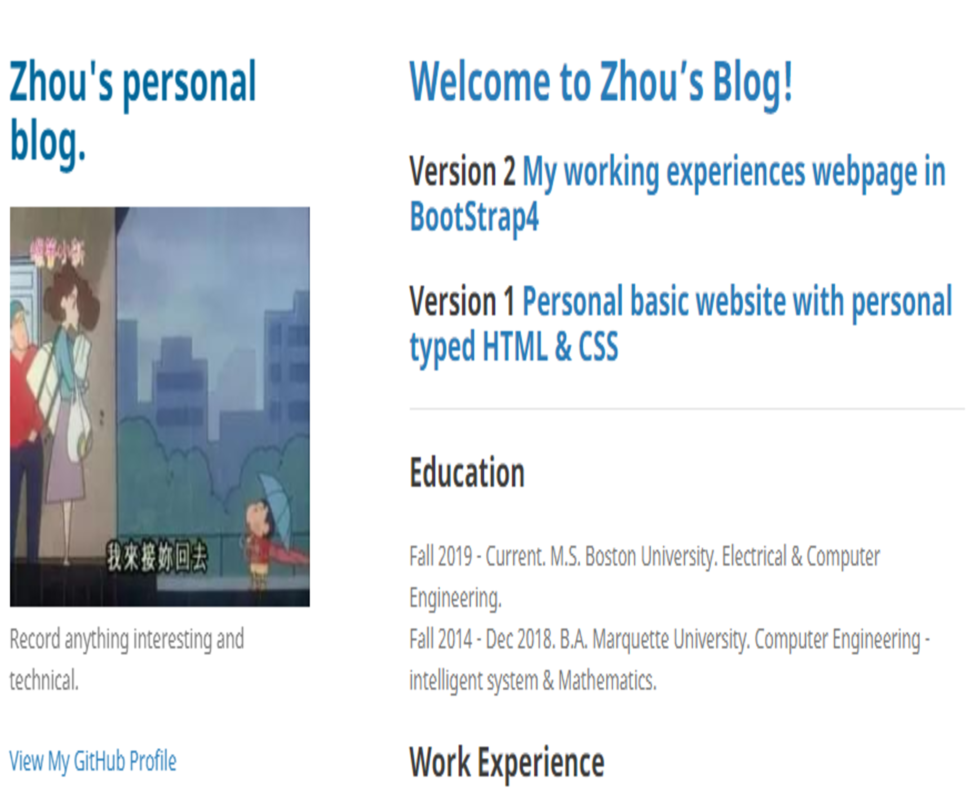 Zhou's personal
blog.
蠟筆小新
我來接妳回去
Record anything interesting and
technical.
View My GitHub Profile
Welcome to Zhou’s Blog!
Version 2 My working experiences webpage in
BootStrap4
Version 1 Personal basic website with personal
typed HTML & CSS
Education
Fall 2019 - Current. M.S. Boston University. Electrical & Computer
Engineering.
Fall 2014 - Dec 2018. B.A. Marquette University. Computer Engineering -
intelligent system & Mathematics.
Work Experience